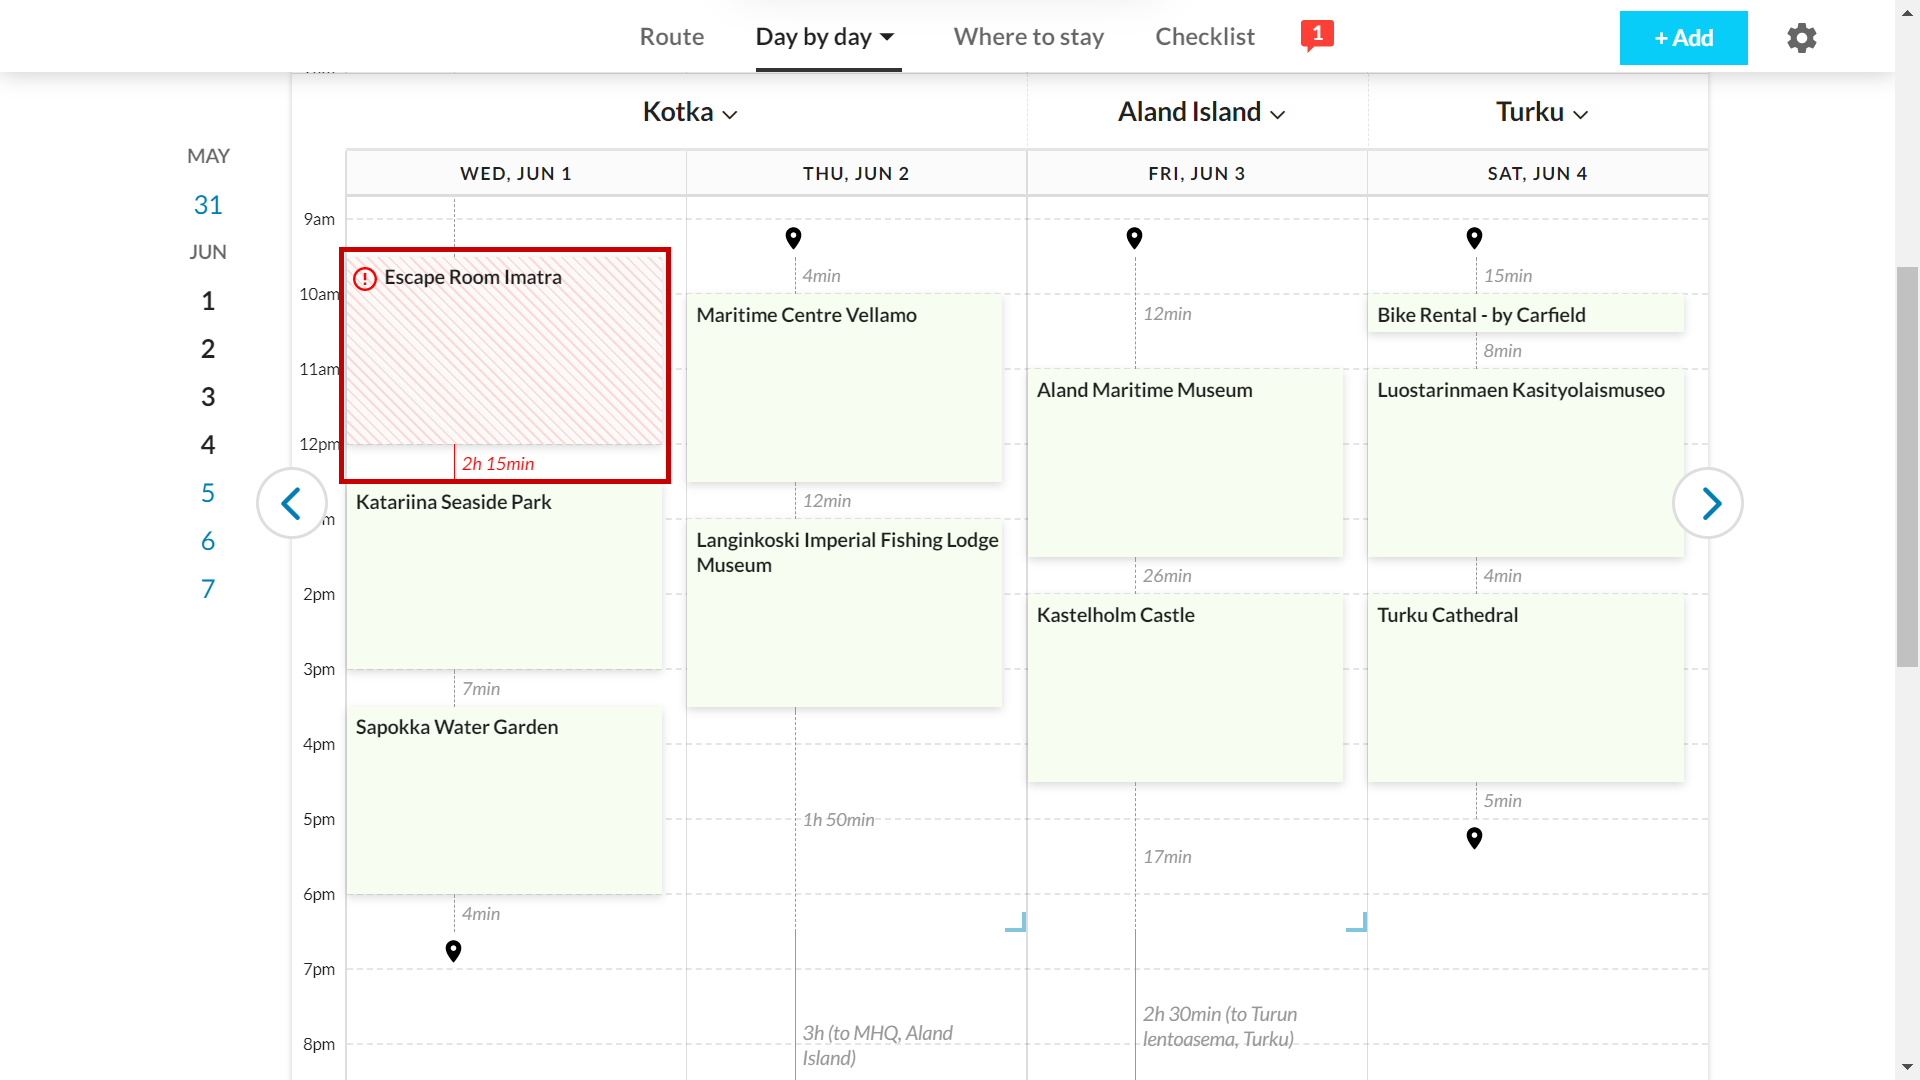 Route
Day by day
Where to stay
Checklist
1
+ Add
Kotka
Aland Island
Turku
WED, JUN 1
THU, JUN 2
FRI, JUN 3
SAT, JUN 4
MAY
31
JUN
1
2
3
4
5
6
7
9am
10am
11am
12pm
2pm
3pm
4pm
5pm
6pm
7pm
8pm
Escape Room Imatra
2h 15min
Katariina Seaside Park
7min
Sapokka Water Garden
4min
4min
Maritime Centre Vellamo
12min
Langinkoski Imperial Fishing Lodge
Museum
1h 50min
3h (to MHQ, Aland
Island)
12min
Aland Maritime Museum
26min
Kastelholm Castle
17min
2h 30min (to Turun
lentoasema, Turku)
15min
Bike Rental - by Carfield
8min
Luostarinmaen Kasityolaismuseo
4min
Turku Cathedral
5min